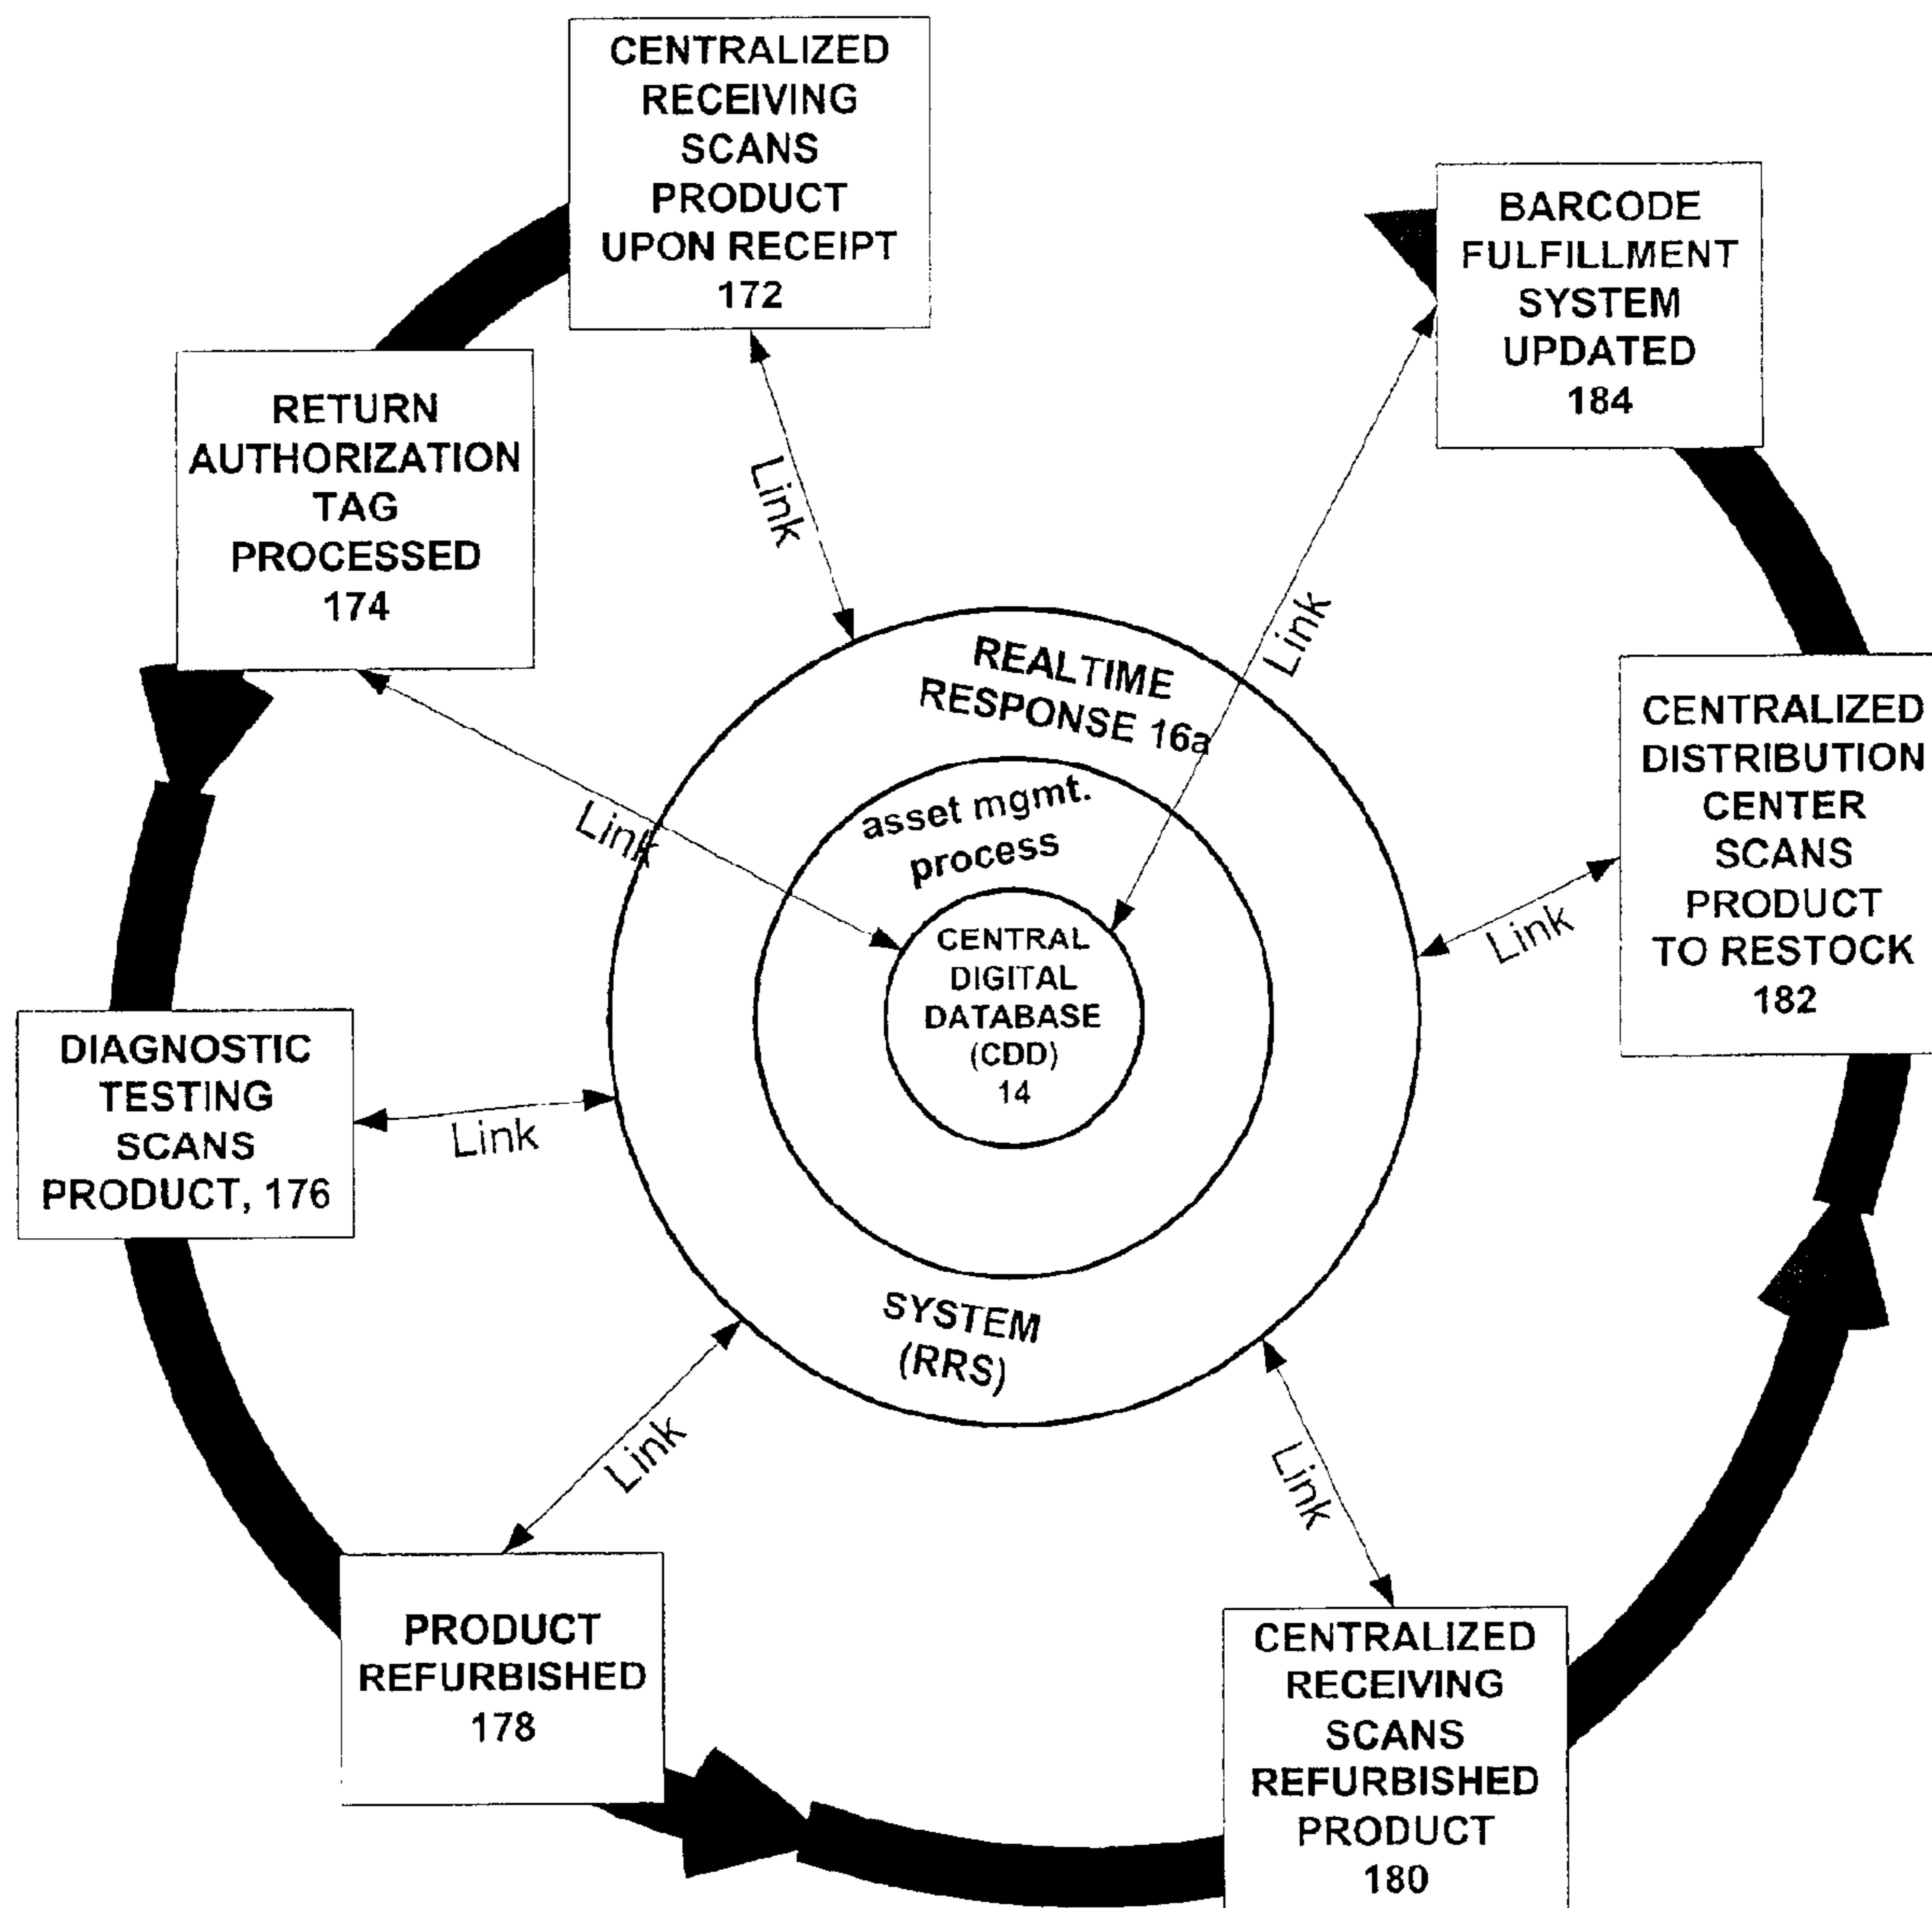 CENTRALIZED
RECEIVING
SCANS
PRODUCT
UPON RECEIPT
172
BARCODE
FULFILLMENT
SYSTEM
UPDATED
184
RETURN
AUTHORIZATION
TAG
PROCESSED
174
Link
Link
REALTIME
RESPONSE 16a
CENTRALIZED
DISTRIBUTION
CENTER
SCANS
PRODUCT
TO RESTOCK
182
asset mgmt.
process
Link
Link
CENTRAL
DIGITAL
DATABASE
(CDD)
14
DIAGNOSTIC
TESTING
SCANS
PRODUCT, 176
Link
SYSTEM
(RRS)
Link
Link
PRODUCT
REFURBISHED
178
CENTRALIZED
RECEIVING
SCANS
REFURBISHED
PRODUCT
180